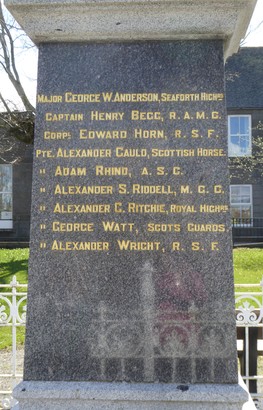 MAJOR GEORGE W. ANDERSON, SEAFORTH HIGHRS
CAPTAIN HENRY BEGG, R.A.M.C.
CORPL EDWARD HORN, R.S.F.
PTE. ALEXANDER GAULD, SCOTTISH HORSE.
" ADAM RHIND, A.S.C.
" ALEXANDER S. RIDDELL, M.G.C.
" ALEXANDER G. RITCHIE, ROYAL HIGHRS.
" GEORGE WATT, SCOTS GUARDS.
" ALEXANDER WRIGHT, R.S.F.